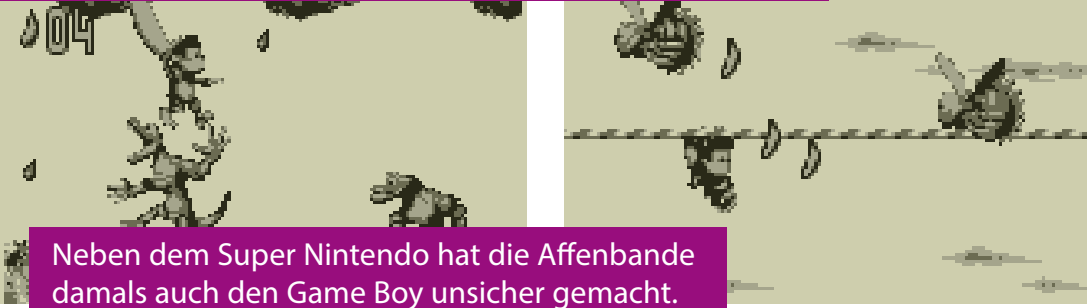 04
Neben dem Super Nintendo hat die Affenbande
damals auch den Game Boy unsicher gemacht.